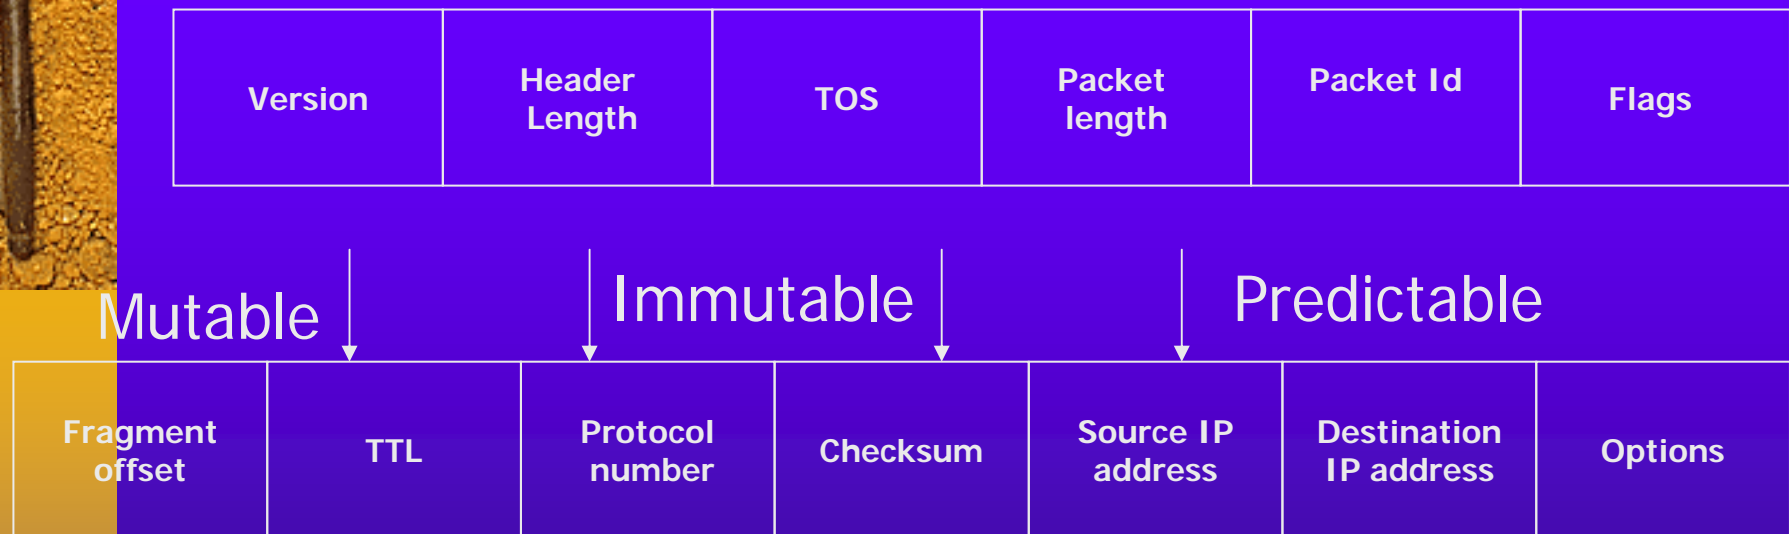 Version
Header
Length
TOS
Packet
length
Packet Id
Flags
Mutable
Immutable
Predictable
Fragment
offset
TTL
Protocol
number
Checksum
Source IP
address
Destination
IP address
Options